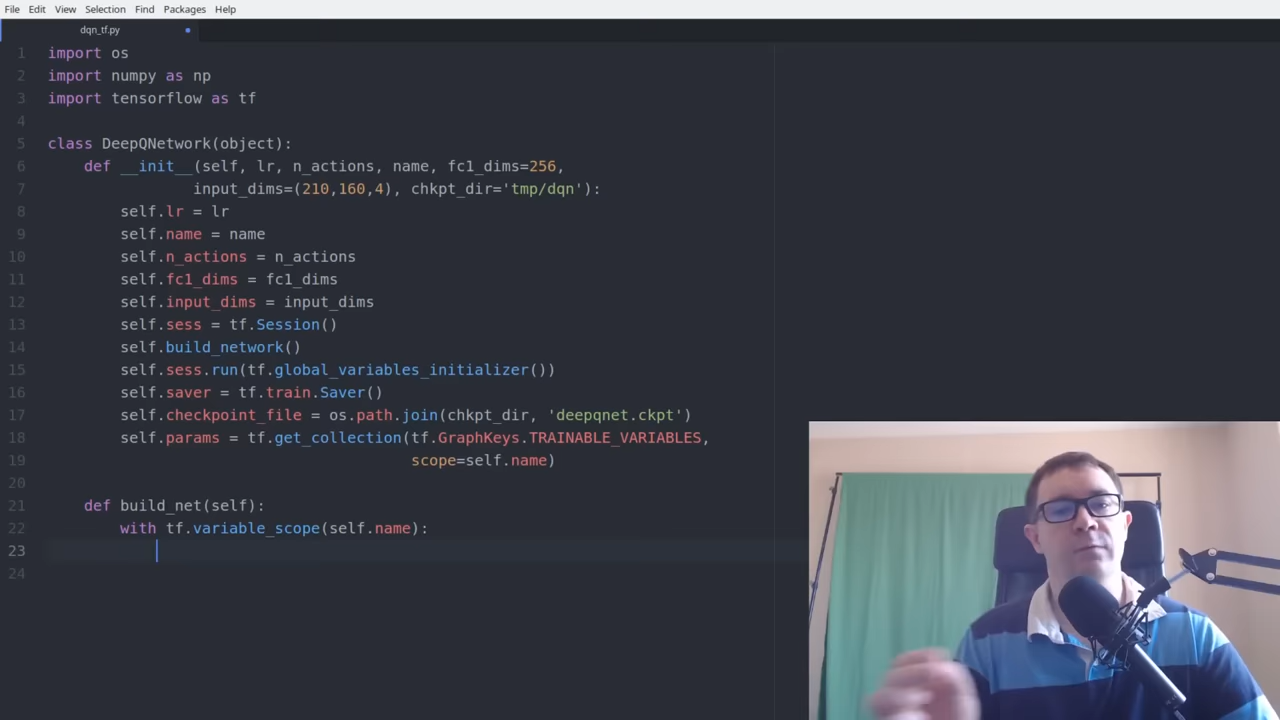 File Edit View Selection Find Packages Help
dqn_tf.py
1 import os
2 import numpy as np
3 import tensorflow as tf
4
5 class DeepQNetwork(object):
6 def __init__(self, lr, n_actions, name, fc1_dims=256,
7 input_dims=(210,160,4), chkpt_dir='tmp/dqn'):
8 self.lr = lr
9 self.name = name
10 self.n_actions = n_actions
11 self.fc1_dims = fc1_dims
12 self.input_dims = input_dims
13 self.sess = tf.Session()
14 self.build_network()
15 self.sess.run(tf.global_variables_initializer())
16 self.saver = tf.train.Saver()
17 self.checkpoint_file = os.path.join(chkpt_dir, 'deepqnet.ckpt')
18 self.params = tf.get_collection(tf.GraphKeys.TRAINABLE_VARIABLES,
19 scope=self.name)
20
21 def build_net(self):
22 with tf.variable_scope(self.name):
23
24